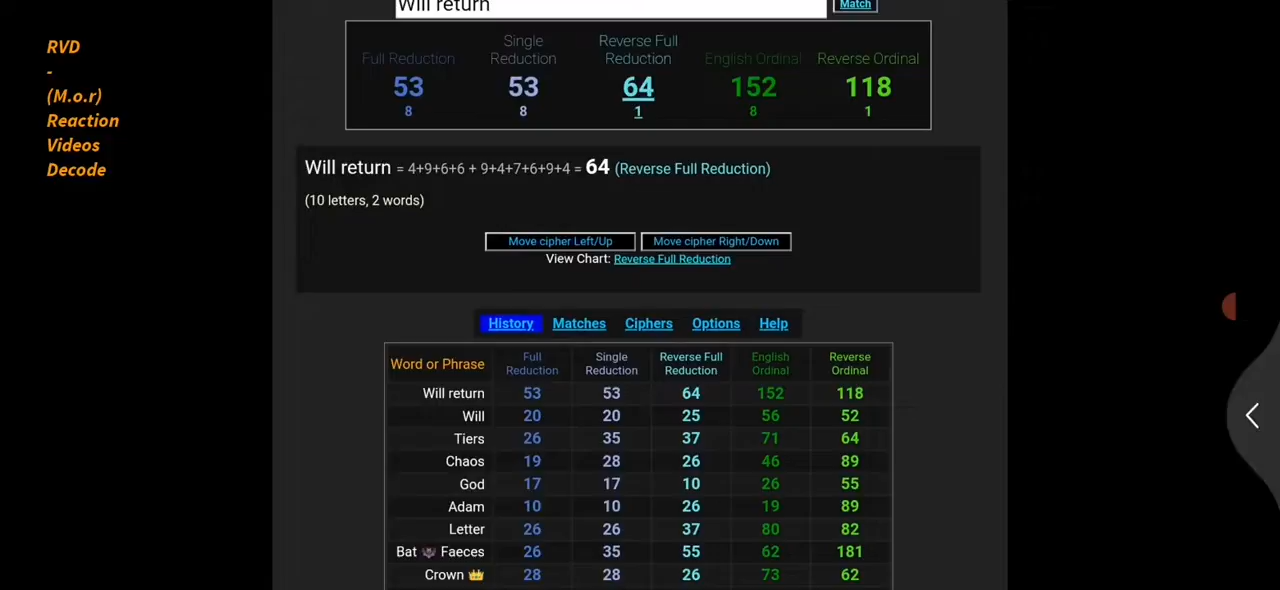 Will return
Match
RVD
-
(M.o.r)
Reaction
Videos
Decode
Full Reduction Single Reduction Reverse Full Reduction English Ordinal Reverse Ordinal
53 53 64 152 118
8 8 1 8 1
Will return = 4+9+6+6 + 9+4+7+6+9+4 = 64 (Reverse Full Reduction)
(10 letters, 2 words)
Move cipher Left/Up Move cipher Right/Down
View Chart: Reverse Full Reduction
History Matches Ciphers Options Help
Word or Phrase Full Reduction Single Reduction Reverse Full Reduction English Ordinal Reverse Ordinal
Will return 53 53 64 152 118
Will 20 20 25 56 52
Tiers 26 35 37 71 64
Chaos 19 28 26 46 89
God 17 17 10 26 55
Adam 10 10 26 19 89
Letter 26 26 37 80 82
Bat 🦇 Faeces 26 35 55 62 181
Crown 👑 28 28 26 73 62